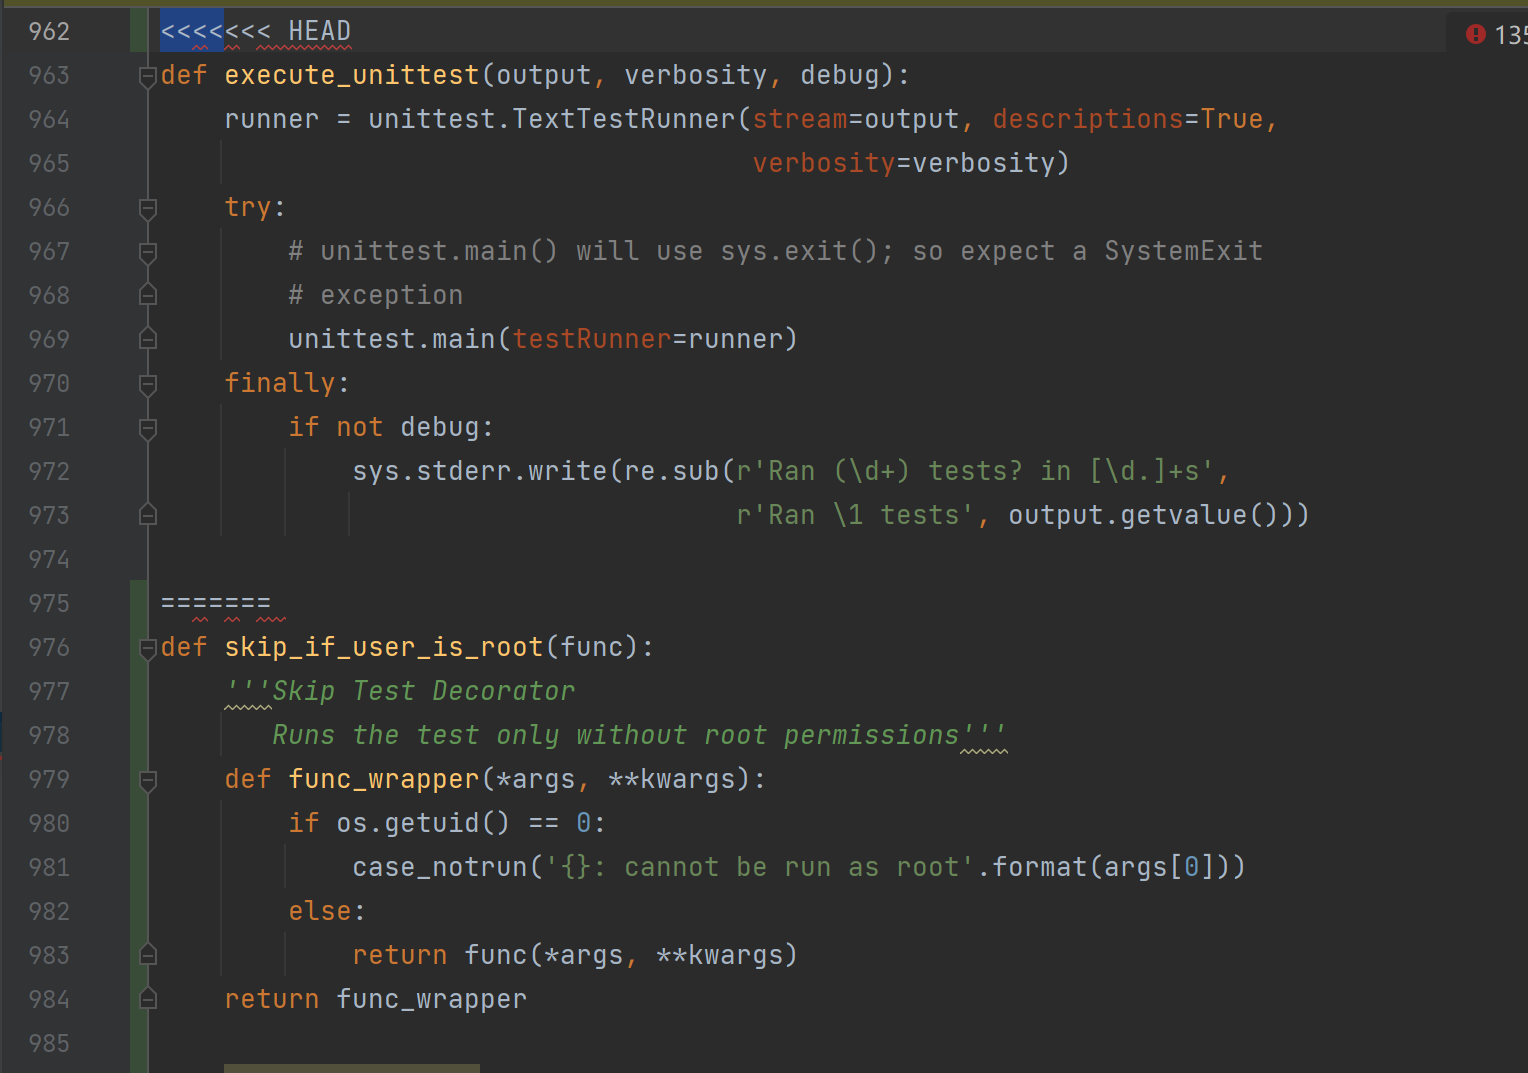 962 <<<<<<< HEAD
963 def execute_unittest(output, verbosity, debug):
964     runner = unittest.TextTestRunner(stream=output, descriptions=True,
965                                      verbosity=verbosity)
966     try:
967         # unittest.main() will use sys.exit(); so expect a SystemExit
968         # exception
969         unittest.main(testRunner=runner)
970     finally:
971         if not debug:
972             sys.stderr.write(re.sub(r'Ran (\d+) tests? in [\d.]+s',
973                                     r'Ran \1 tests', output.getvalue()))
974
975 =======
976 def skip_if_user_is_root(func):
977     '''Skip Test Decorator
978        Runs the test only without root permissions'''
979     def func_wrapper(*args, **kwargs):
980         if os.getuid() == 0:
981             case_notrun('{}: cannot be run as root'.format(args[0]))
982         else:
983             return func(*args, **kwargs)
984     return func_wrapper
985